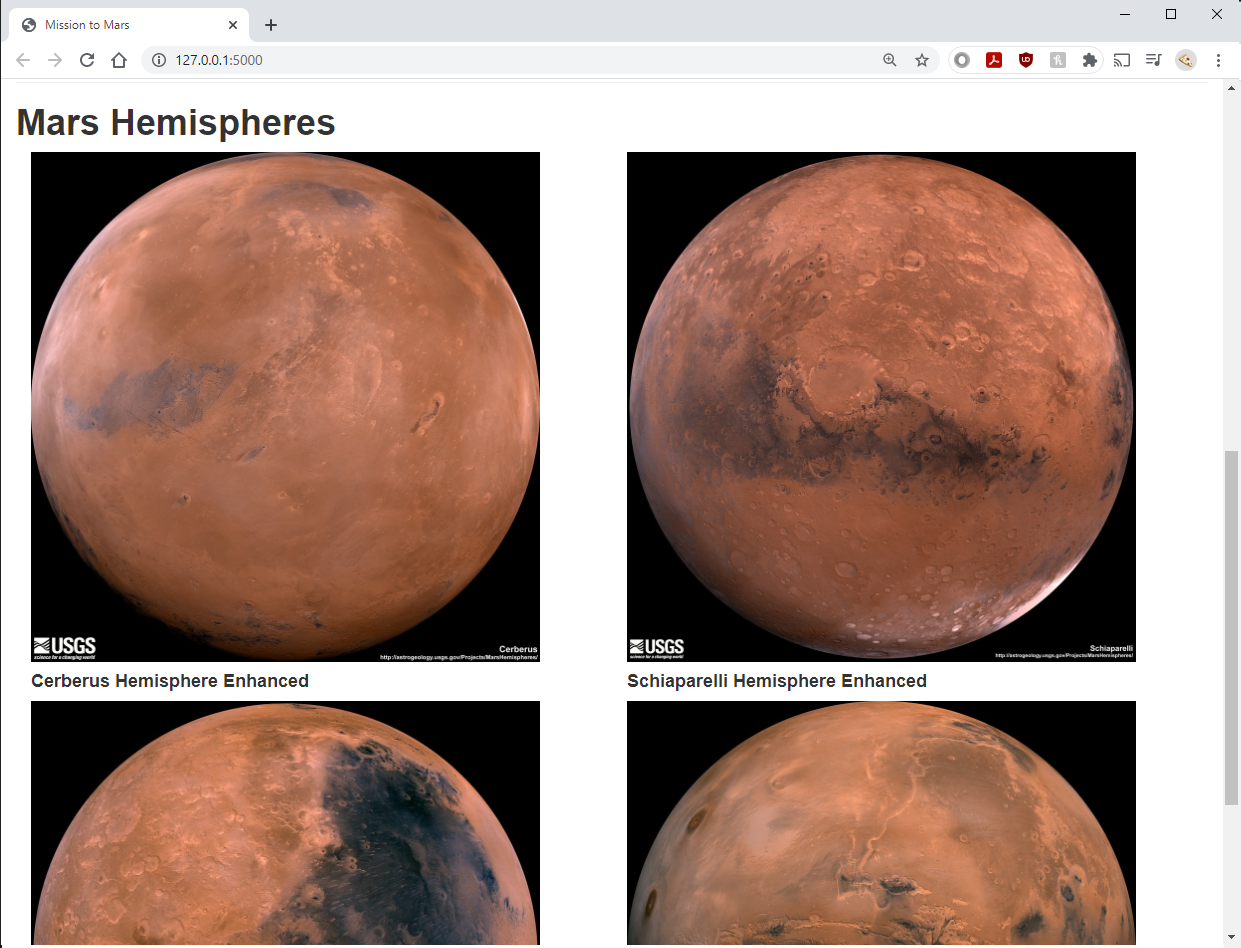 Mission to Mars
127.0.0.1:5000
Mars Hemispheres
USGS
science for a changing world
Cerberus
http://astrogeology.usgs.gov/Projects/MarsHemispheres/
USGS
science for a changing world
Schiaparelli
http://astrogeology.usgs.gov/Projects/MarsHemispheres/
Cerberus Hemisphere Enhanced
Schiaparelli Hemisphere Enhanced